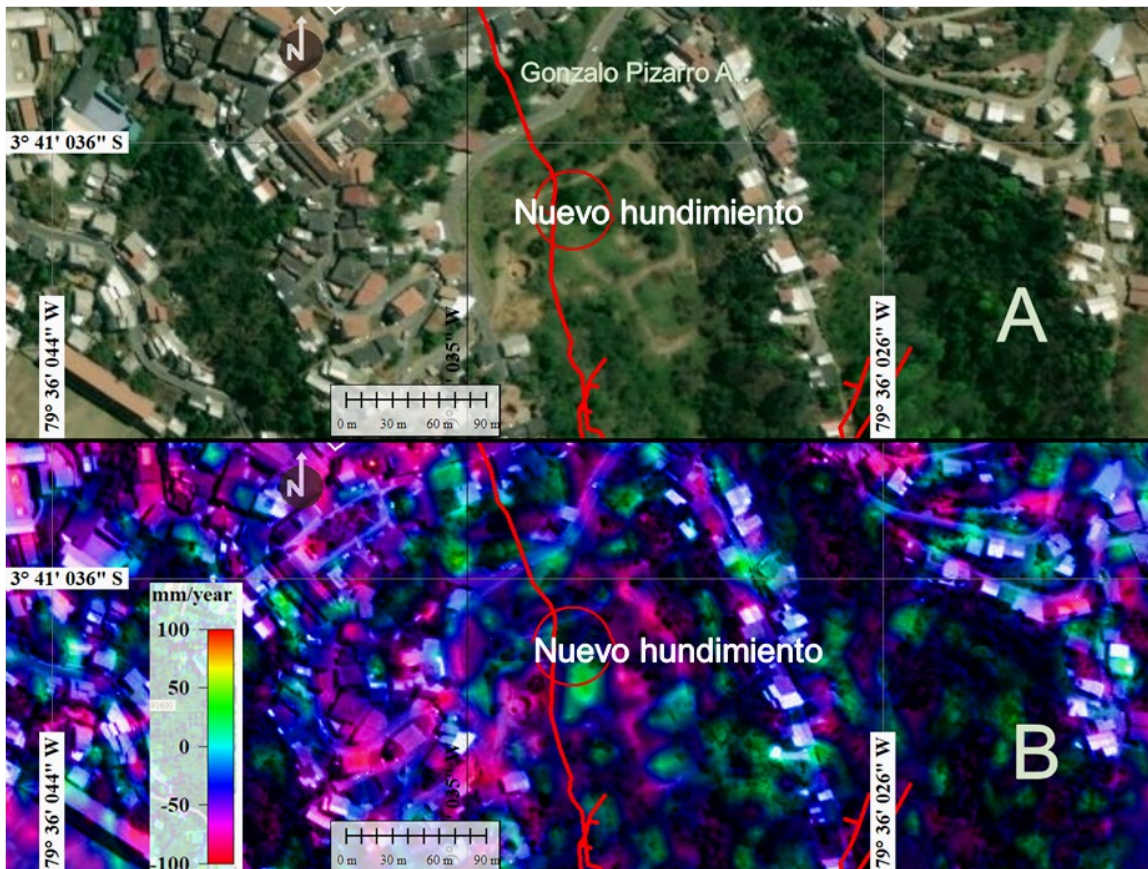 N
Gonzalo Pizarro A..
3° 41' 036" S
Nuevo hundimiento
A
79° 36' 044" W
035" W
79° 36' 026" W
0 m 30 m 60 m 90 m
N
3° 41' 036" S
mm/year
100
50
0
-50
-100
91600
Nuevo hundimiento
B
79° 36' 044" W
035" W
79° 36' 026" W
0 m 30 m 60 m 90 m